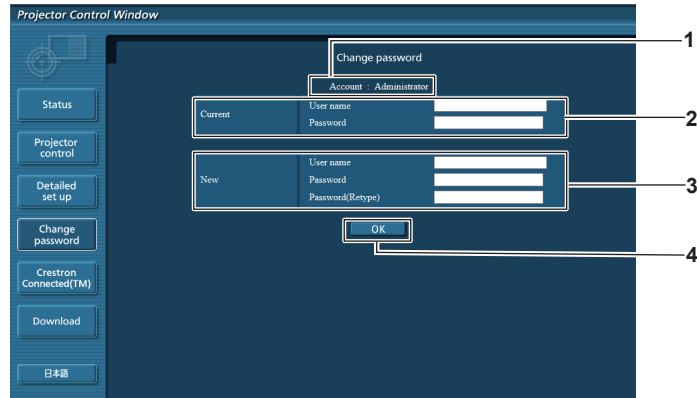 Projector Control Window
Change password
Account : Administrator
Current
User name
Password
New
User name
Password
Password(Retype)
OK
Status
Projector
control
Detailed
set up
Change
password
Crestron
Connected(TM)
Download
日本語
1
2
3
4